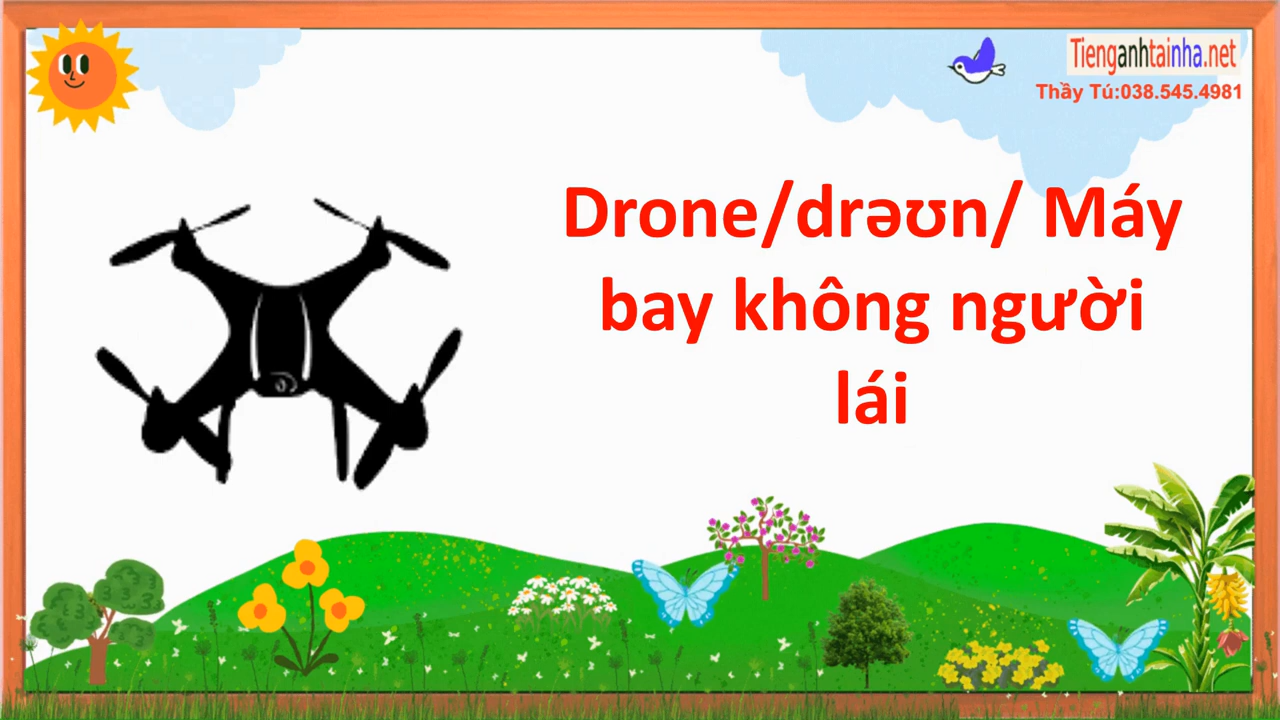 Tienganhtainha.net
Thầy Tú:038.545.4981
Drone/drəʊn/ Máy
bay không người
lái